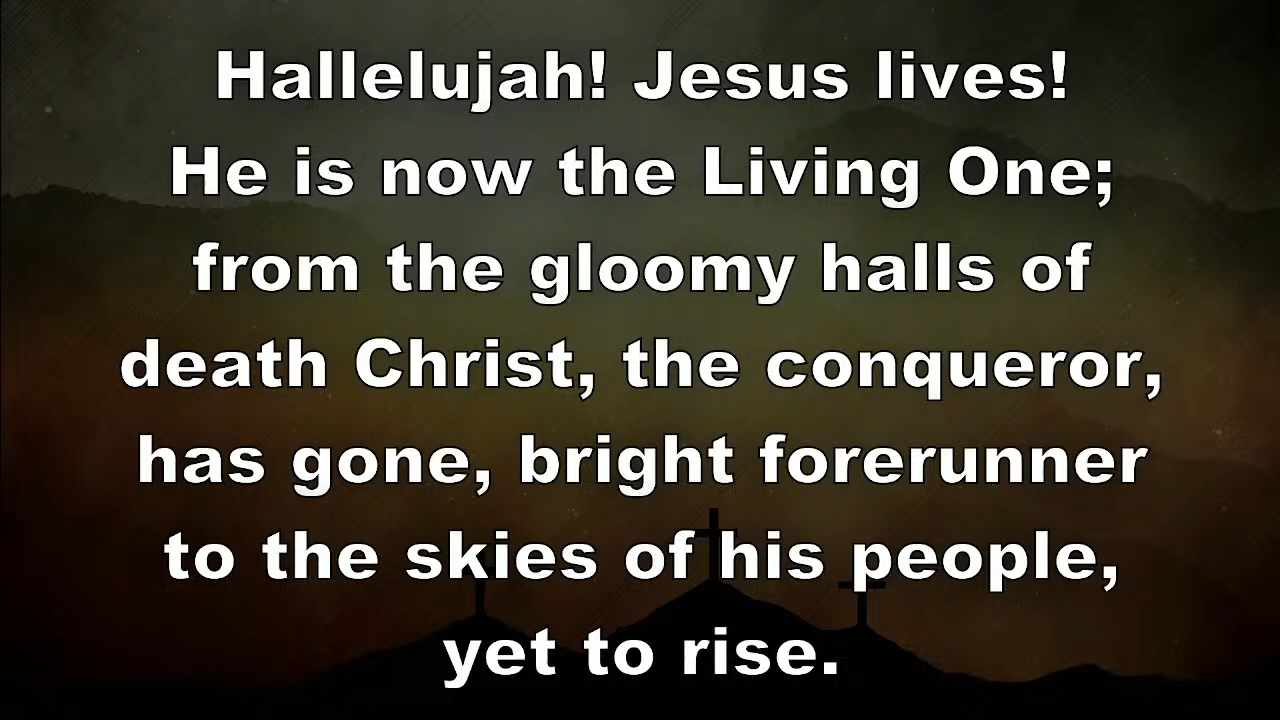 Hallelujah! Jesus lives!
He is now the Living One;
from the gloomy halls of
death Christ, the conqueror,
has gone, bright forerunner
to the skies of his people,
yet to rise.